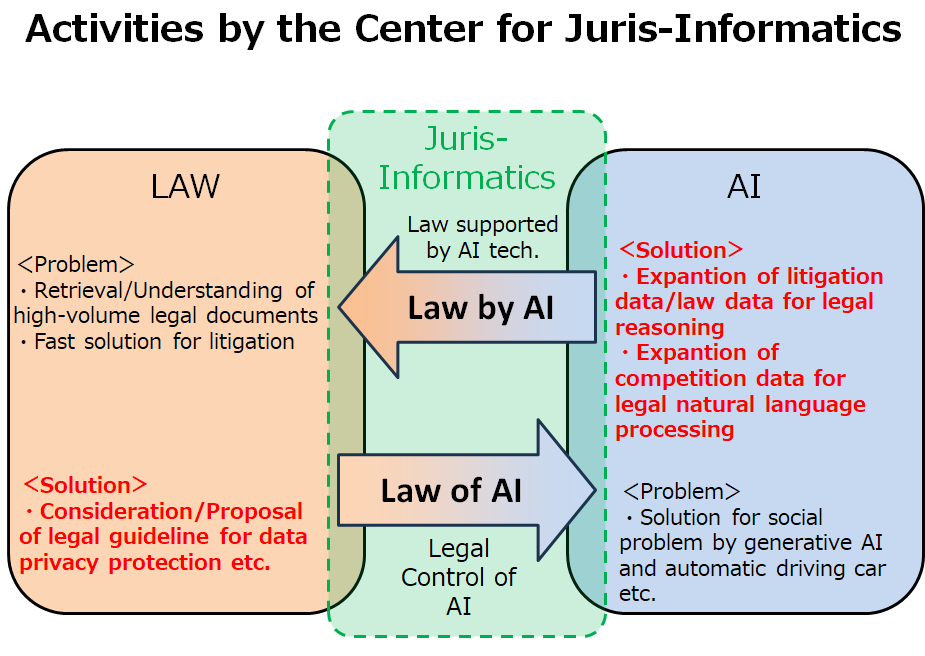 Activities by the Center for Juris-Informatics
LAW
<Problem>
・Retrieval/Understanding of
high-volume legal documents
・Fast solution for litigation
<Solution>
・Consideration/Proposal
of legal guideline for data
privacy protection etc.
Juris-
Informatics
Law supported
by AI tech.
Law by AI
Law of AI
Legal
Control of
AI
AI
<Solution>
・Expantion of litigation
data/law data for legal
reasoning
・Expantion of
competition data for
legal natural language
processing
<Problem>
・Solution for social
problem by generative AI
and automatic driving car
etc.